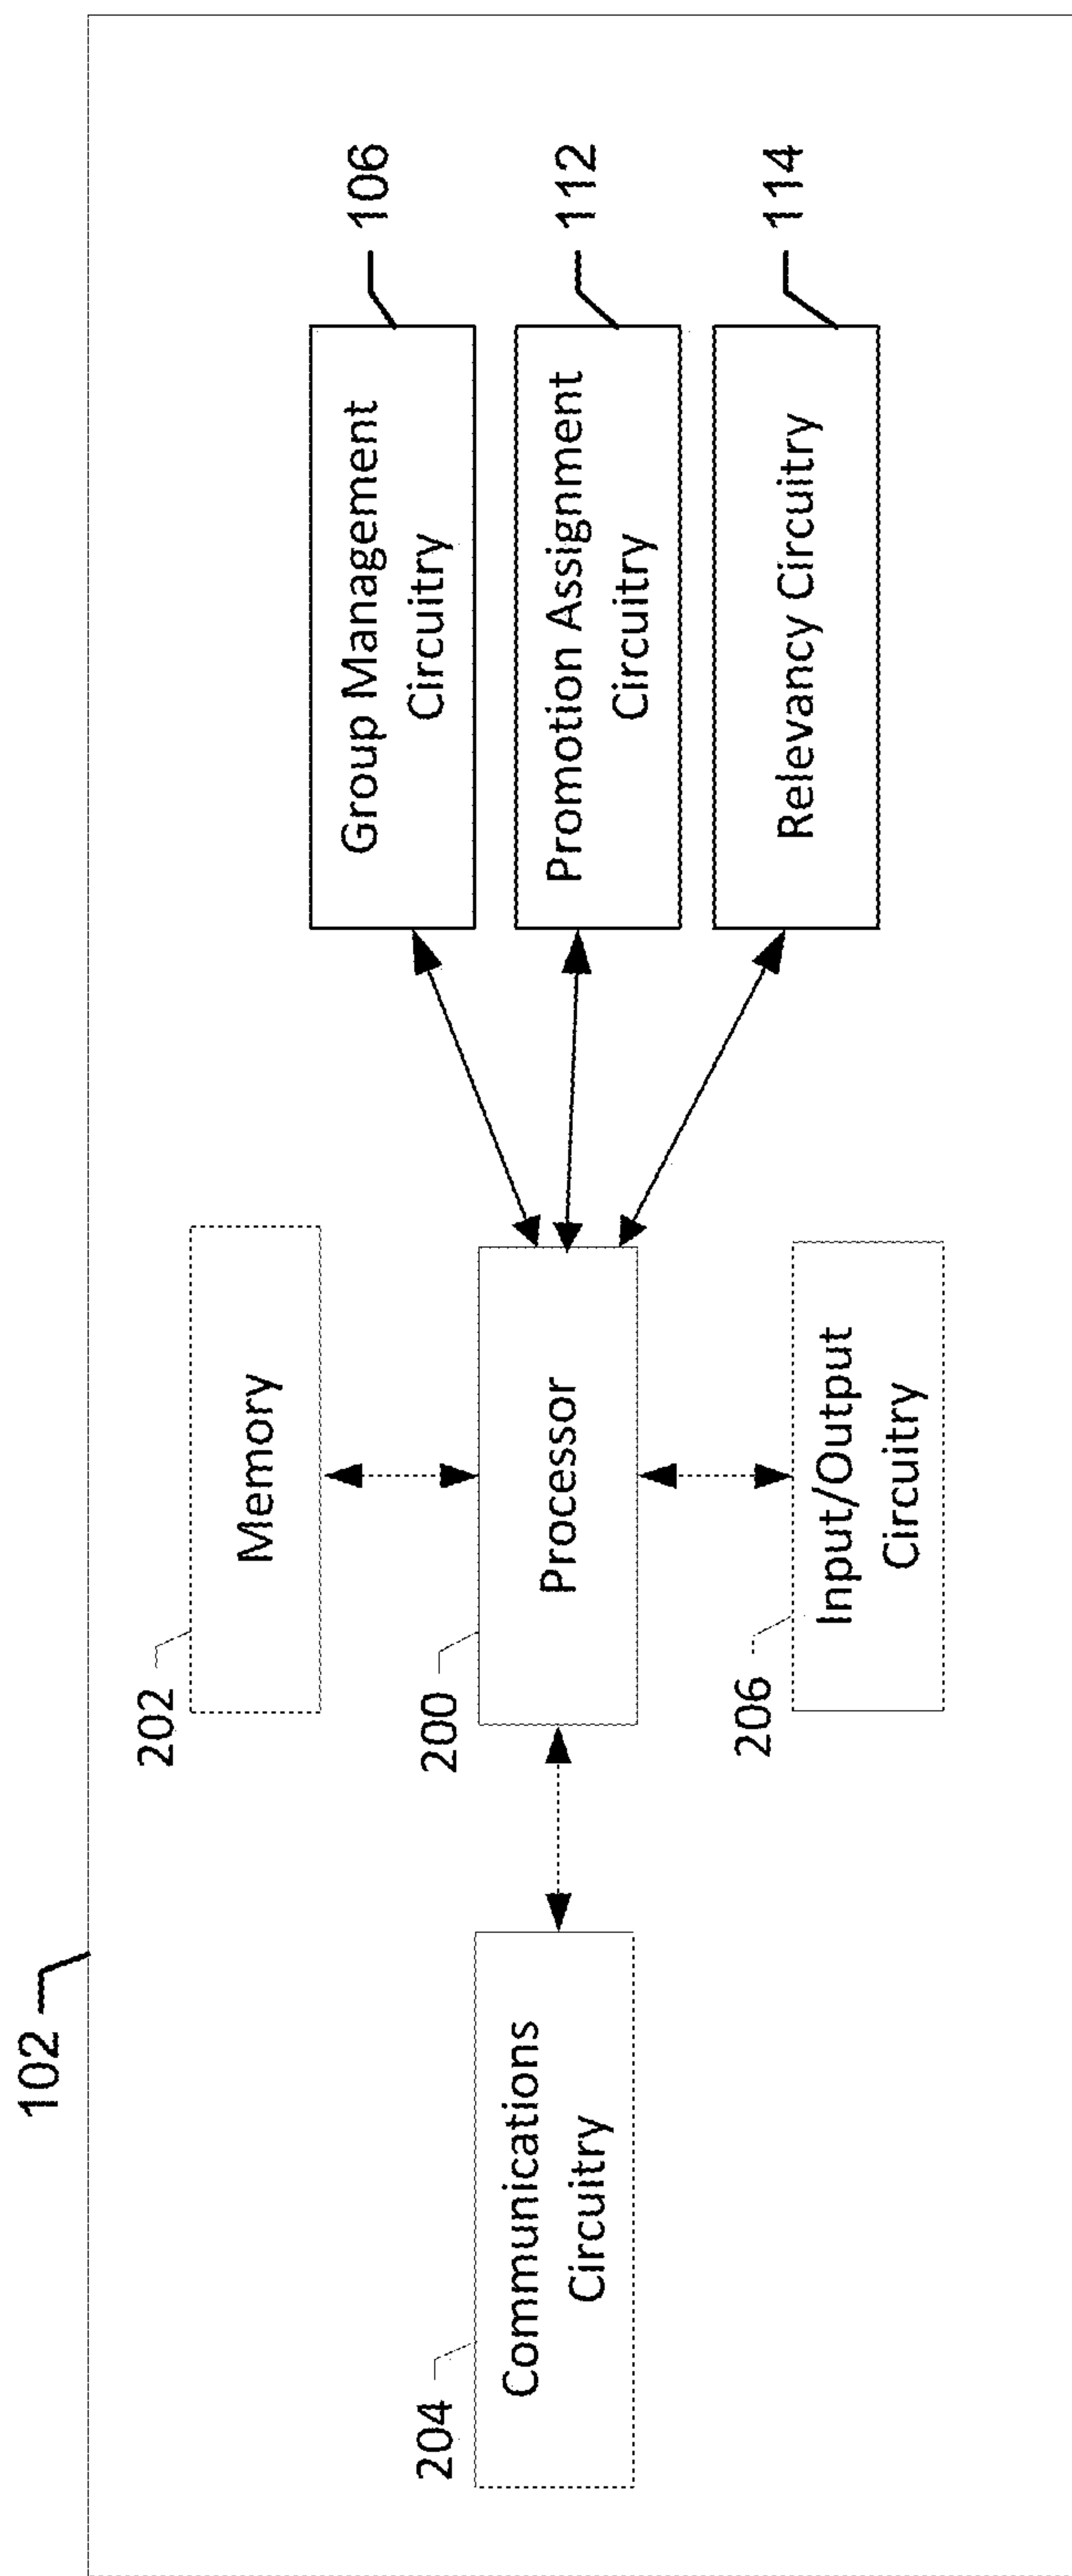 102
202
Memory
204
Communications
Circuitry
200
Processor
206
Input/Output
Circuitry
Group Management
Circuitry
106
Promotion Assignment
Circuitry
112
Relevancy Circuitry
114